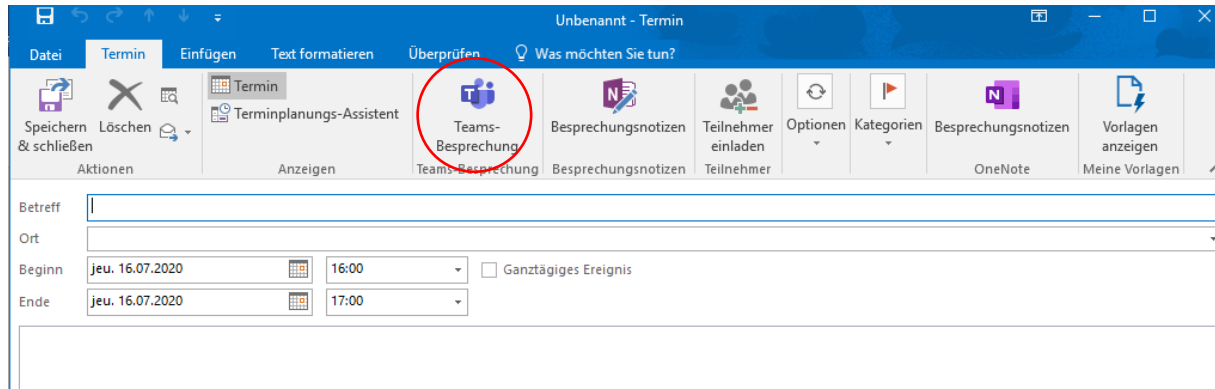 Unbenannt - Termin
Datei Termin Einfügen Text formatieren Überprüfen Was möchten Sie tun?
Speichern & schließen
Löschen
Aktionen
Termin
Terminplanungs-Assistent
Anzeigen
Teams-
Besprechung
Teams-Besprechung
Besprechungsnotizen
Besprechungsnotizen
Teilnehmer
einladen
Teilnehmer
Optionen
Kategorien
Besprechungsnotizen
OneNote
Vorlagen
anzeigen
Meine Vorlagen
Betreff
Ort
Beginn jeu. 16.07.2020 16:00 Ganztägiges Ereignis
Ende jeu. 16.07.2020 17:00